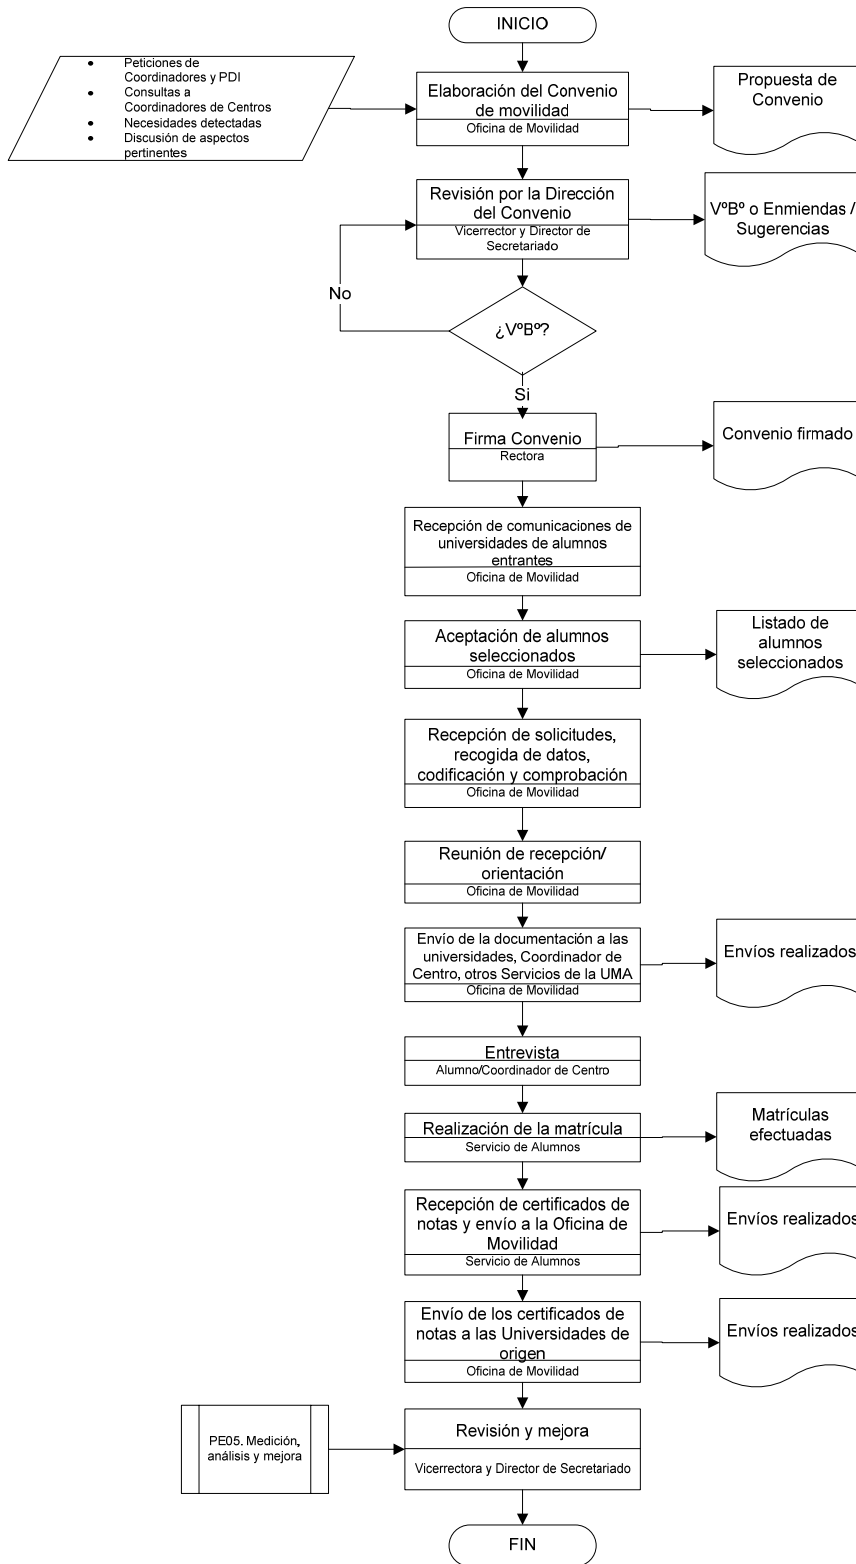 INICIO
• Peticiones de
Coordinadores y PDI
• Consultas a
Coordinadores de Centros
• Necesidades detectadas
• Discusión de aspectos
pertinentes
Elaboración del Convenio
de movilidad
Oficina de Movilidad
Propuesta de
Convenio
Revisión por la Dirección
del Convenio
Vicerrector y Director de
Secretariado
VºBº o Enmiendas /
Sugerencias
No
¿VºBº?
Si
Firma Convenio
Rectora
Convenio firmado
Recepción de comunicaciones de
universidades de alumnos
entrantes
Oficina de Movilidad
Aceptación de alumnos
seleccionados
Oficina de Movilidad
Listado de
alumnos
seleccionados
Recepción de solicitudes,
recogida de datos,
codificación y comprobación
Oficina de Movilidad
Reunión de recepción/
orientación
Oficina de Movilidad
Envío de la documentación a las
universidades, Coordinador de
Centro, otros Servicios de la UMA
Oficina de Movilidad
Envíos realizados
Entrevista
Alumno/Coordinador de Centro
Realización de la matrícula
Servicio de Alumnos
Matrículas
efectuadas
Recepción de certificados de
notas y envío a la Oficina de
Movilidad
Servicio de Alumnos
Envíos realizados
Envío de los certificados de
notas a las Universidades de
origen
Oficina de Movilidad
Envíos realizados
PE05. Medición,
análisis y mejora
Revisión y mejora
Vicerrectora y Director de Secretariado
FIN